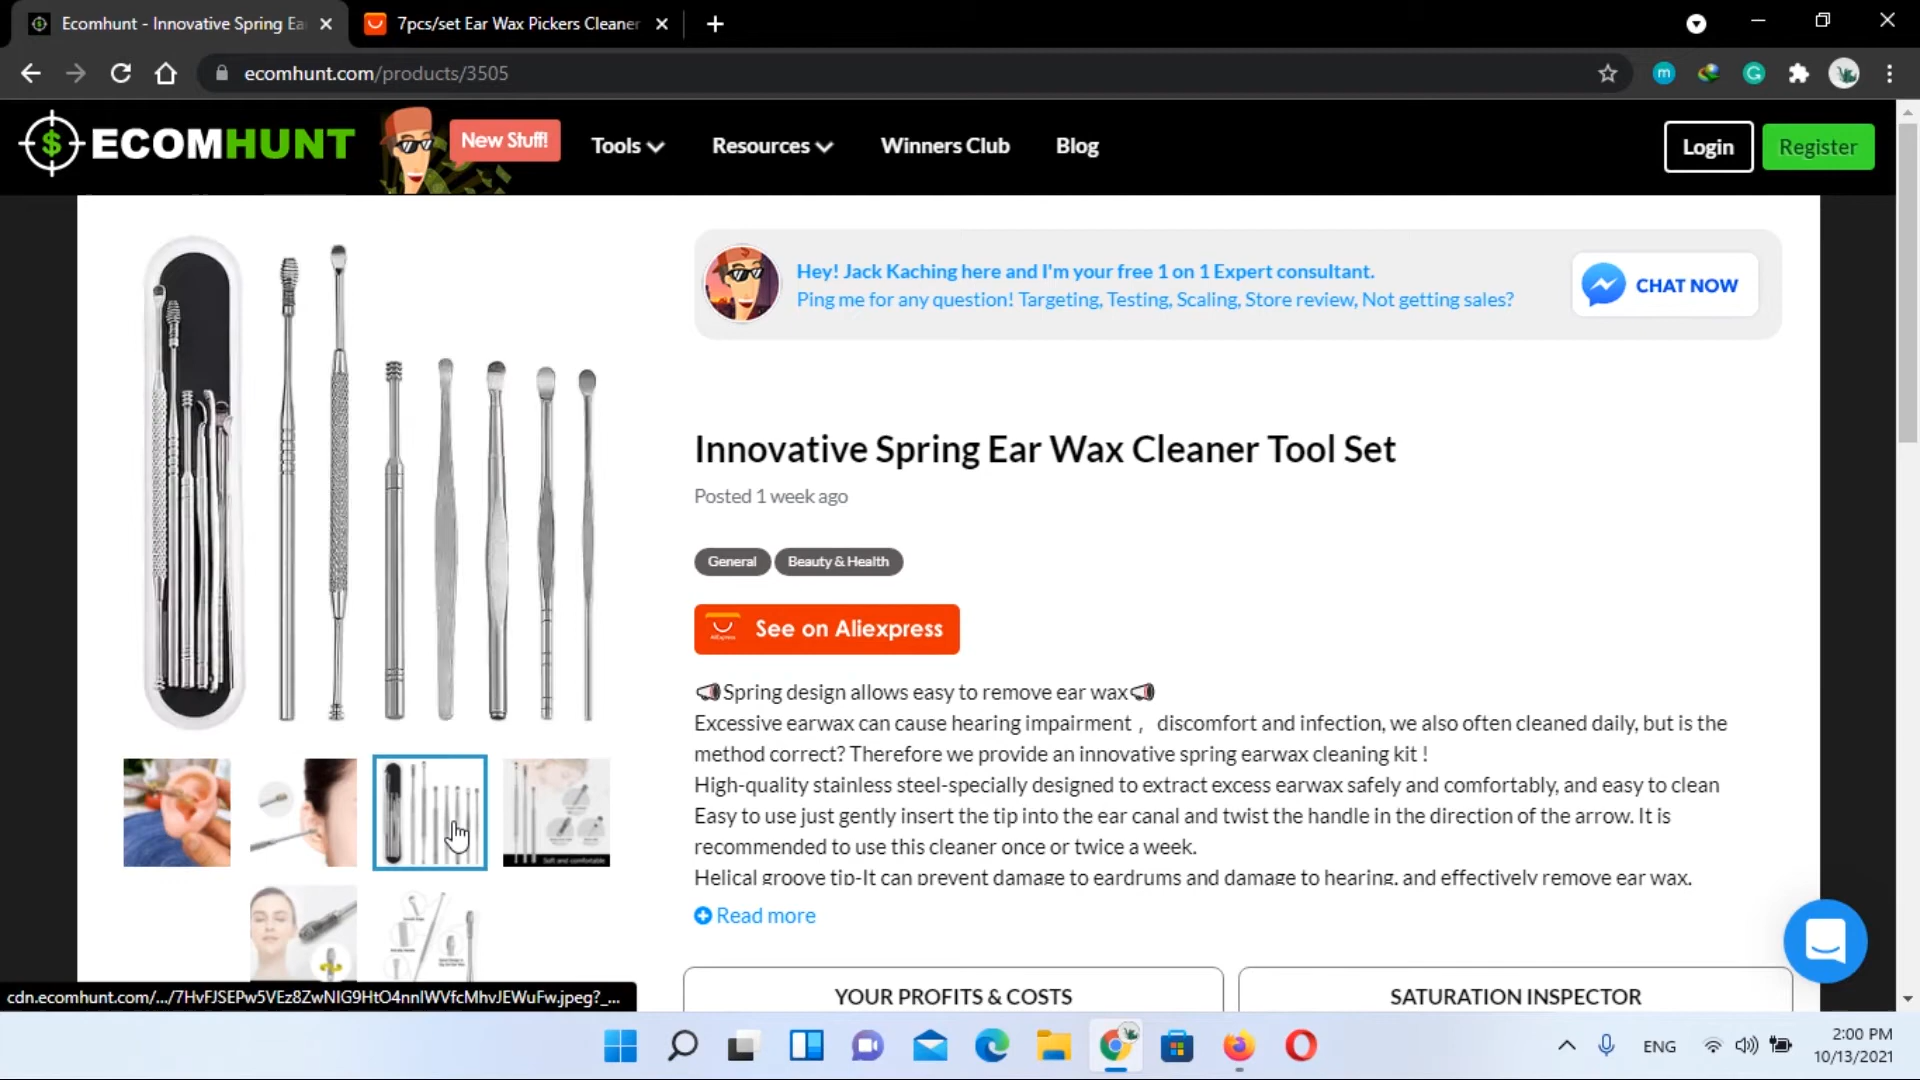 Ecomhunt - Innovative Spring Ea
7pcs/set Ear Wax Pickers Cleaner
ecomhunt.com/products/3505
ECOMHUNT
New Stuff!
Tools
Resources
Winners Club
Blog
Login
Register
Hey! Jack Kaching here and I'm your free 1 on 1 Expert consultant.
Ping me for any question! Targeting, Testing, Scaling, Store review, Not getting sales?
CHAT NOW
Innovative Spring Ear Wax Cleaner Tool Set
Posted 1 week ago
General
Beauty & Health
See on Aliexpress
📣Spring design allows easy to remove ear wax📣
Excessive earwax can cause hearing impairment， discomfort and infection, we also often cleaned daily, but is the
method correct? Therefore we provide an innovative spring earwax cleaning kit !
High-quality stainless steel-specially designed to extract excess earwax safely and comfortably, and easy to clean
Easy to use just gently insert the tip into the ear canal and twist the handle in the direction of the arrow. It is
recommended to use this cleaner once or twice a week.
Helical groove tip-It can prevent damage to eardrums and damage to hearing, and effectively remove ear wax.
Read more
Soft and comfortable
YOUR PROFITS & COSTS
SATURATION INSPECTOR
ENG
2:00 PM
10/13/2021